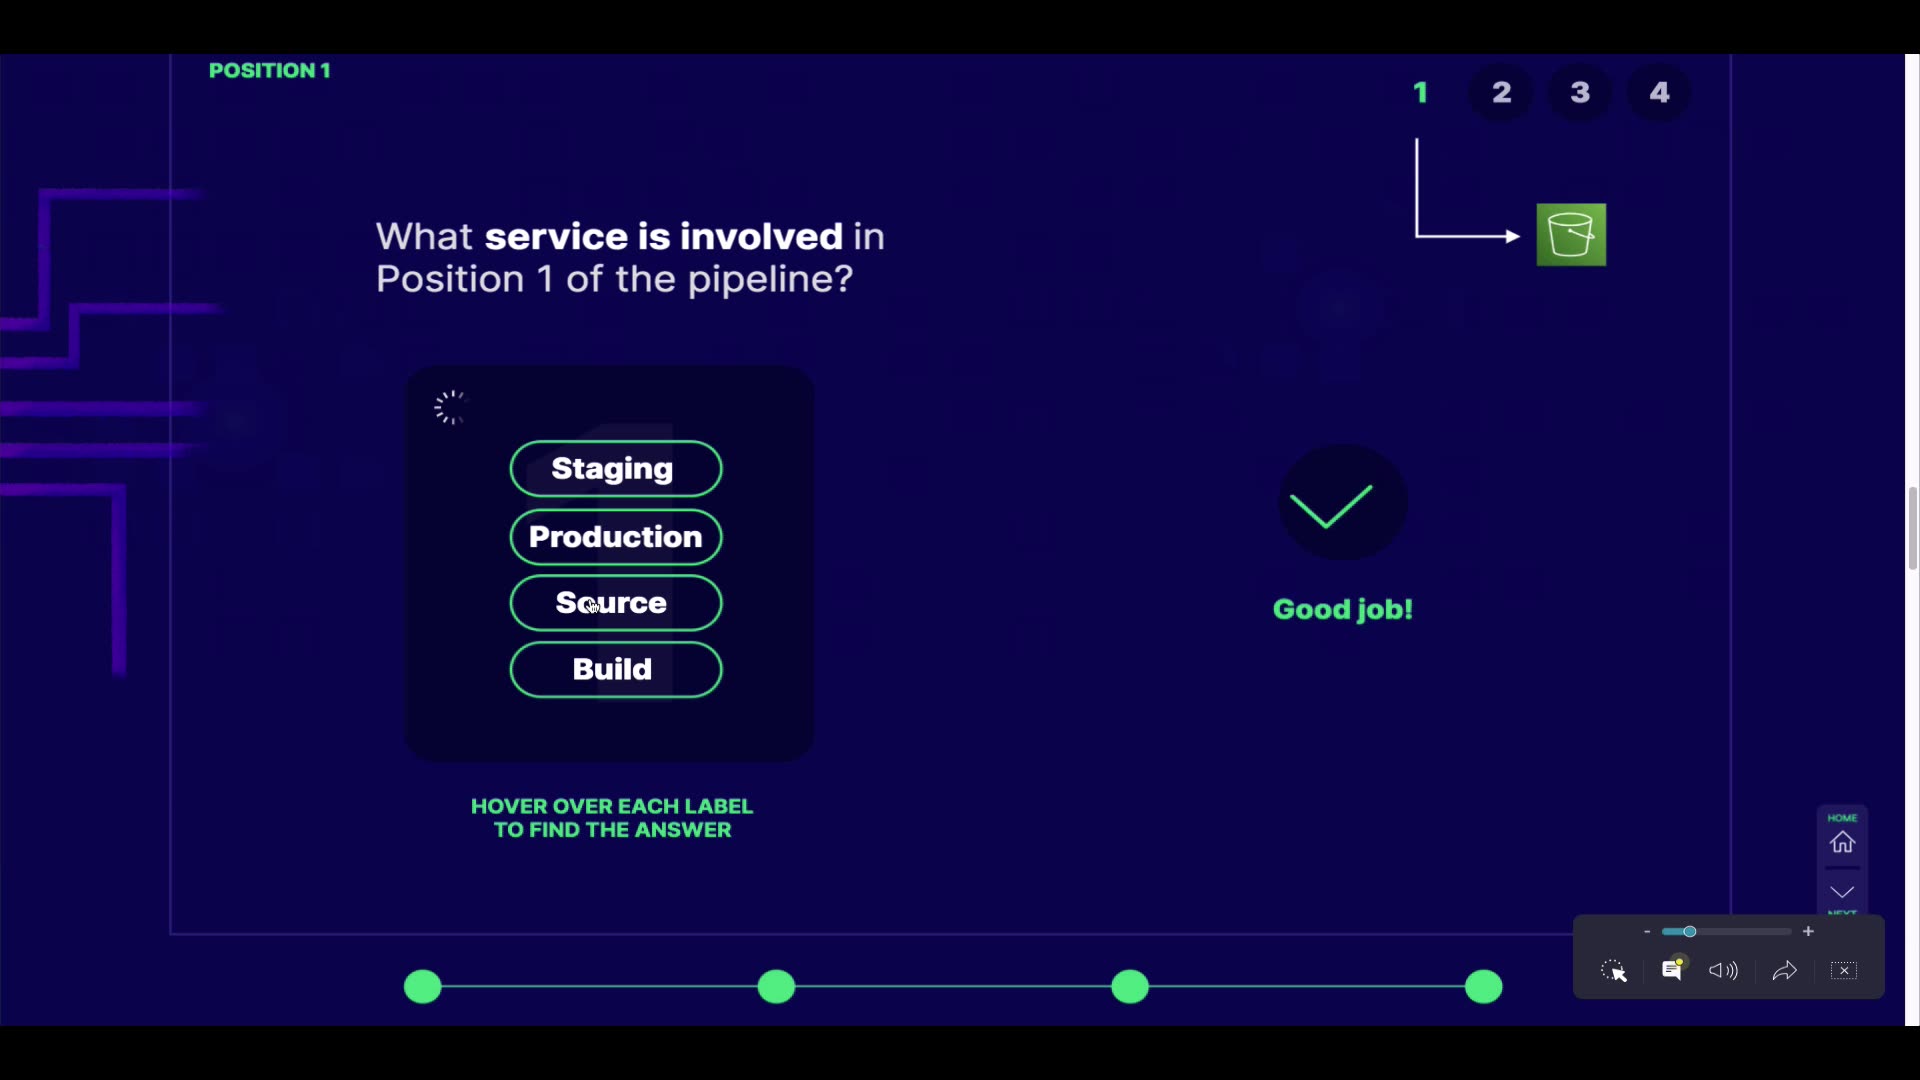 POSITION 1
1 2 3 4
What service is involved in
Position 1 of the pipeline?
Staging
Production
Source
Build
Good job!
HOVER OVER EACH LABEL
TO FIND THE ANSWER
HOME
NEXT
- +